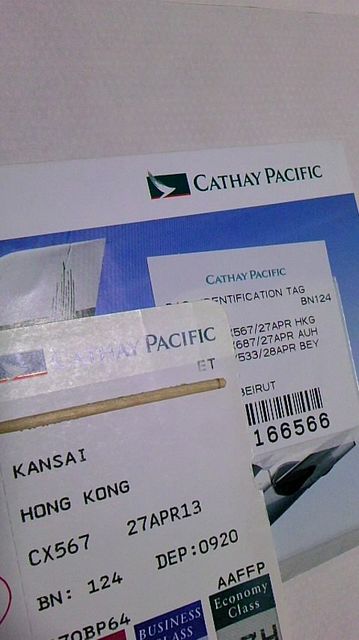 CATHAY PACIFIC
CATHAY PACIFIC
IDENTIFICATION TAG
BN124
567/27APR HKG
687/27APR AUH
533/28APR BEY
BEIRUT
166566
CATHAY PACIFIC
ET
KANSAI
HONG KONG
CX567 27APR13
BN: 124 DEP:0920
70BP64 AAFFP
BUSINESS
CLASS
Economy
Class